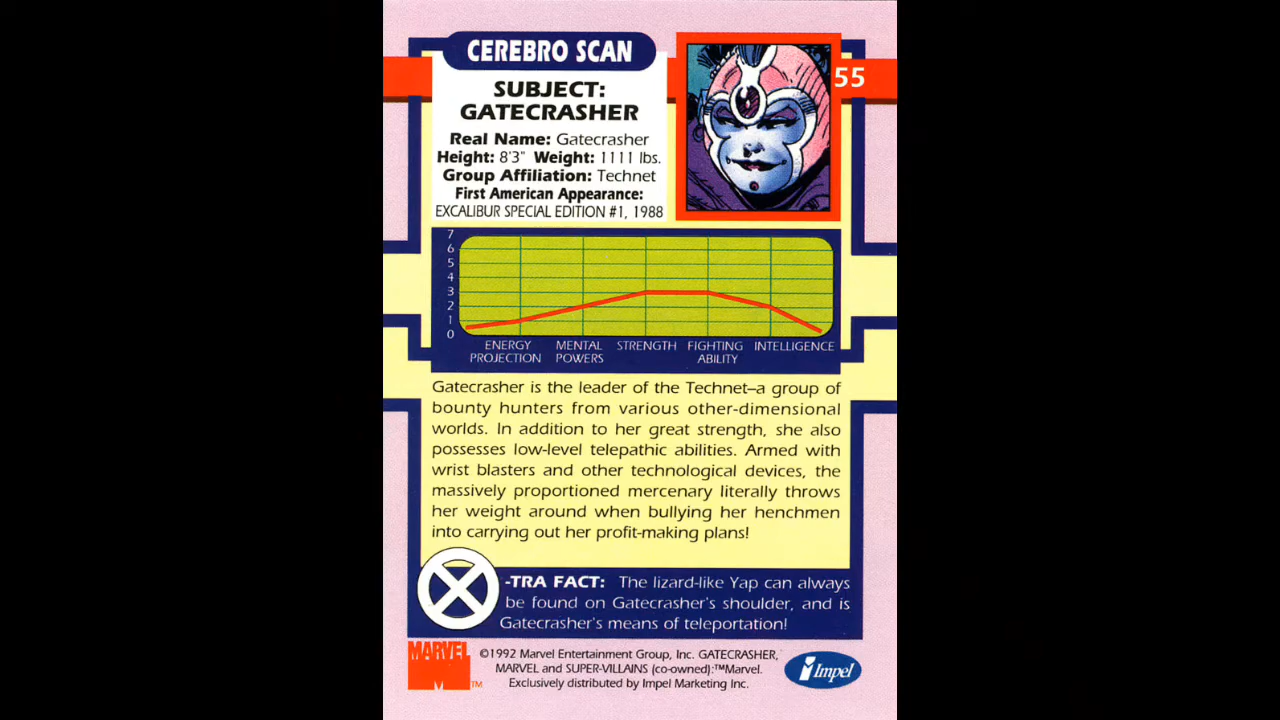 CEREBRO SCAN
SUBJECT:
GATECRASHER
Real Name: Gatecrasher
Height: 8'3" Weight: 1111 lbs.
Group Affiliation: Technet
First American Appearance:
EXCALIBUR SPECIAL EDITION #1, 1988
55
7
6
5
4
3
2
1
0
ENERGY PROJECTION
MENTAL POWERS
STRENGTH
FIGHTING ABILITY
INTELLIGENCE
Gatecrasher is the leader of the Technet–a group of
bounty hunters from various other-dimensional
worlds. In addition to her great strength, she also
possesses low-level telepathic abilities. Armed with
wrist blasters and other technological devices, the
massively proportioned mercenary literally throws
her weight around when bullying her henchmen
into carrying out her profit-making plans!
X-TRA FACT: The lizard-like Yap can always
be found on Gatecrasher's shoulder, and is
Gatecrasher's means of teleportation!
MARVEL
M™
©1992 Marvel Entertainment Group, Inc. GATECRASHER,
MARVEL and SUPER-VILLAINS (co-owned):™Marvel.
Exclusively distributed by Impel Marketing Inc.
Impel